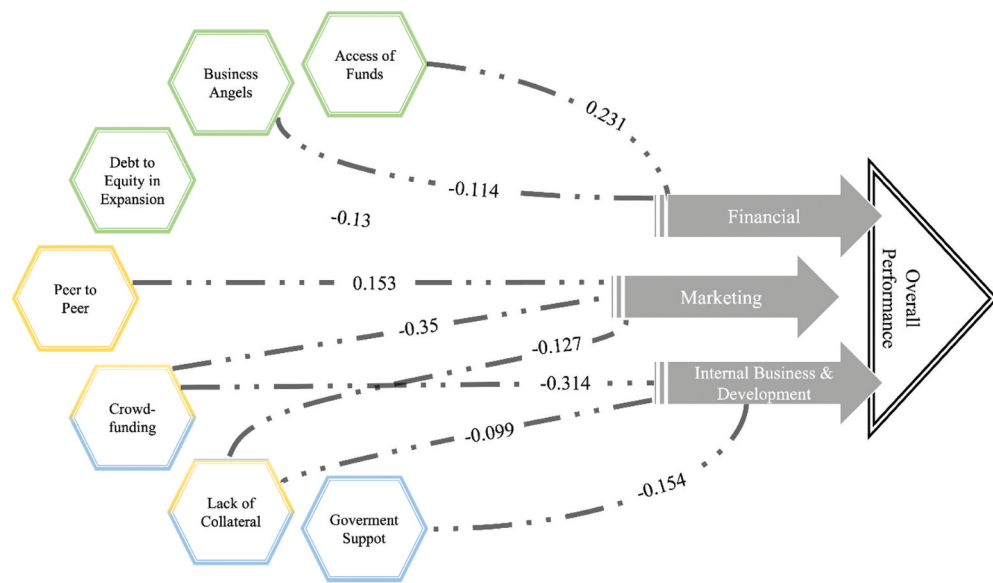 Access of
Funds
Business
Angels
0.231
Debt to
Equity in
Expansion
-0.114
-0.13
Financial
Peer to
Peer
0.153
Marketing
Overall
Performance
-0.35
-0.127
Internal Business &
Development
-0.314
Crowd-
funding
-0.099
-0.154
Lack of
Collateral
Goverment
Suppot